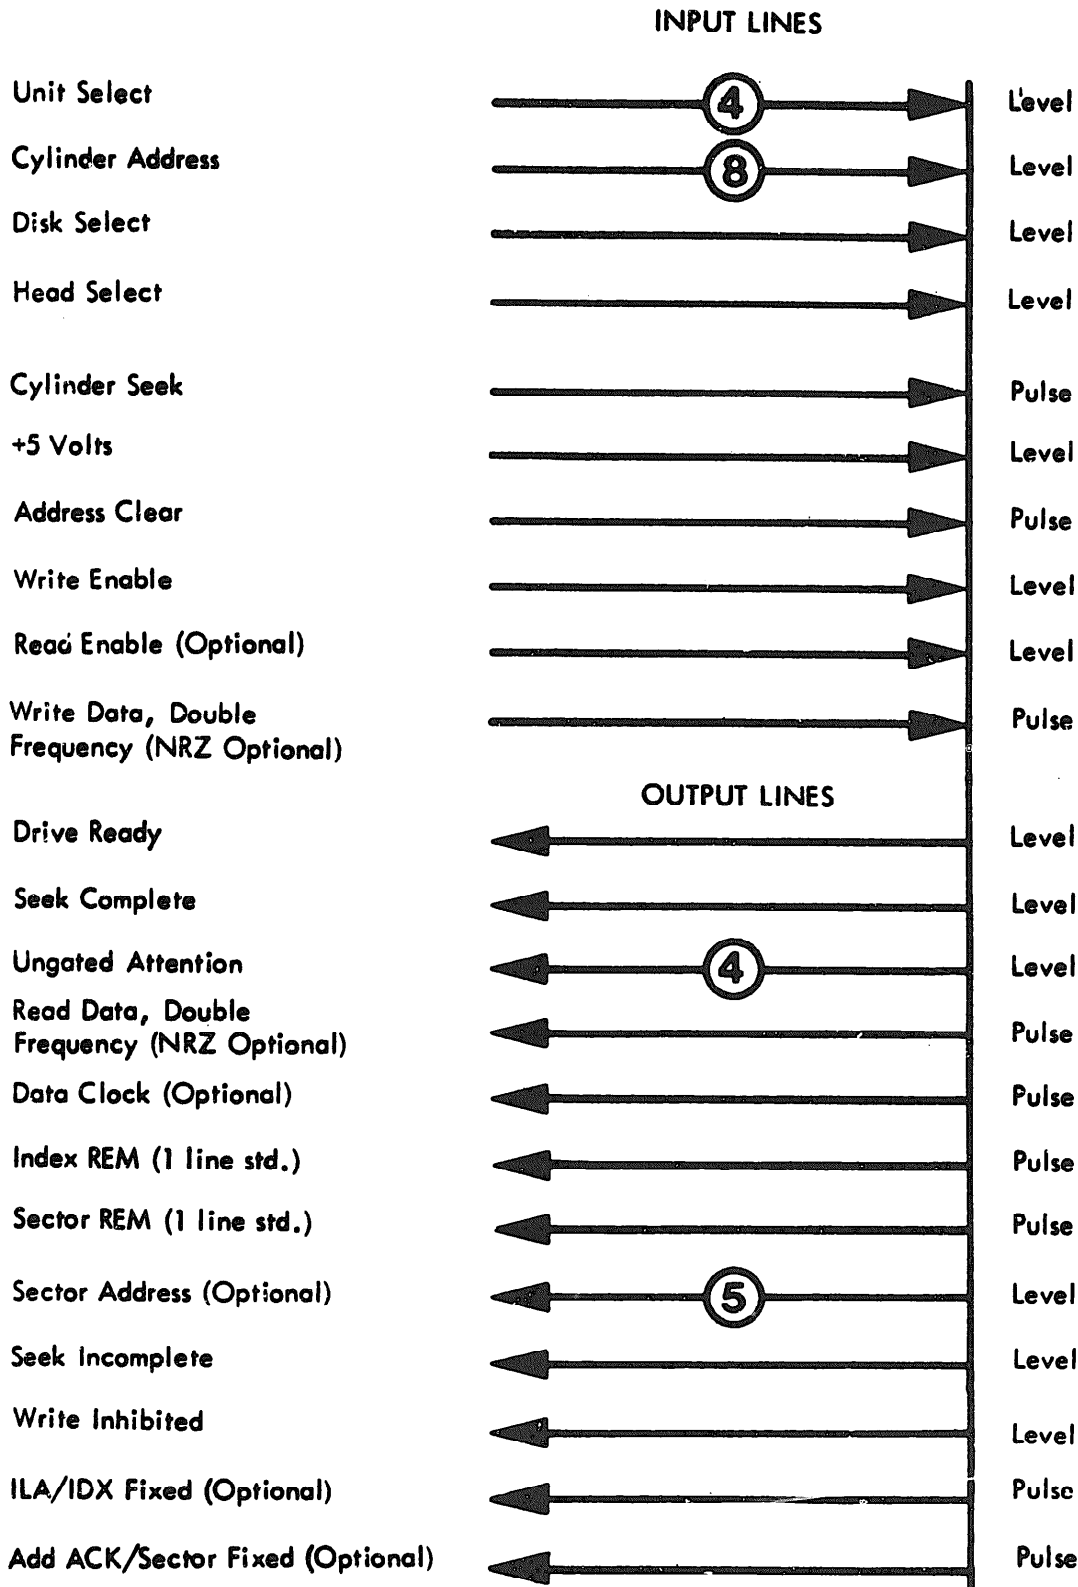 INPUT LINES
Unit Select 4 Level
Cylinder Address 8 Level
Disk Select Level
Head Select Level
Cylinder Seek Pulse
+5 Volts Level
Address Clear Pulse
Write Enable Level
Read Enable (Optional) Level
Write Data, Double Pulse
Frequency (NRZ Optional)
OUTPUT LINES
Drive Ready Level
Seek Complete Level
Ungated Attention 4 Level
Read Data, Double
Frequency (NRZ Optional) Pulse
Data Clock (Optional) Pulse
Index REM (1 line std.) Pulse
Sector REM (1 line std.) Pulse
Sector Address (Optional) 5 Level
Seek Incomplete Level
Write Inhibited Level
ILA/IDX Fixed (Optional) Pulse
Add ACK/Sector Fixed (Optional) Pulse